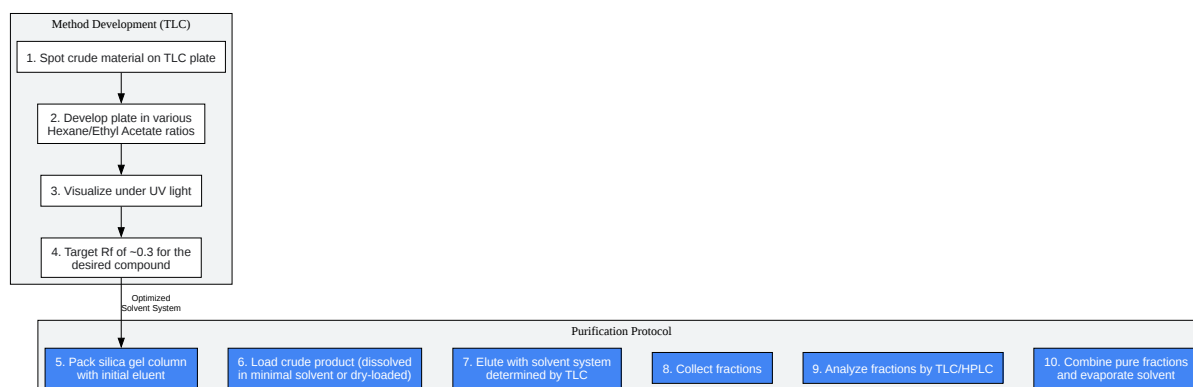 Method Development (TLC)
1. Spot crude material on TLC plate
2. Develop plate in various
Hexane/Ethyl Acetate ratios
3. Visualize under UV light
4. Target Rf of ~0.3 for the
desired compound
Optimized
Solvent System
Purification Protocol
5. Pack silica gel column
with initial eluent
6. Load crude product (dissolved
in minimal solvent or dry-loaded)
7. Elute with solvent system
determined by TLC
8. Collect fractions
9. Analyze fractions by TLC/HPLC
10. Combine pure fractions
and evaporate solvent